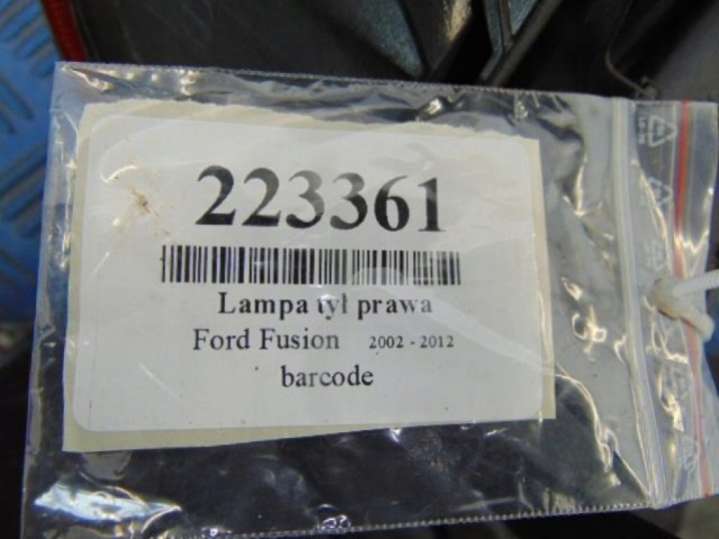 223361
Lampa tył prawa
Ford Fusion 2002 - 2012
barcode